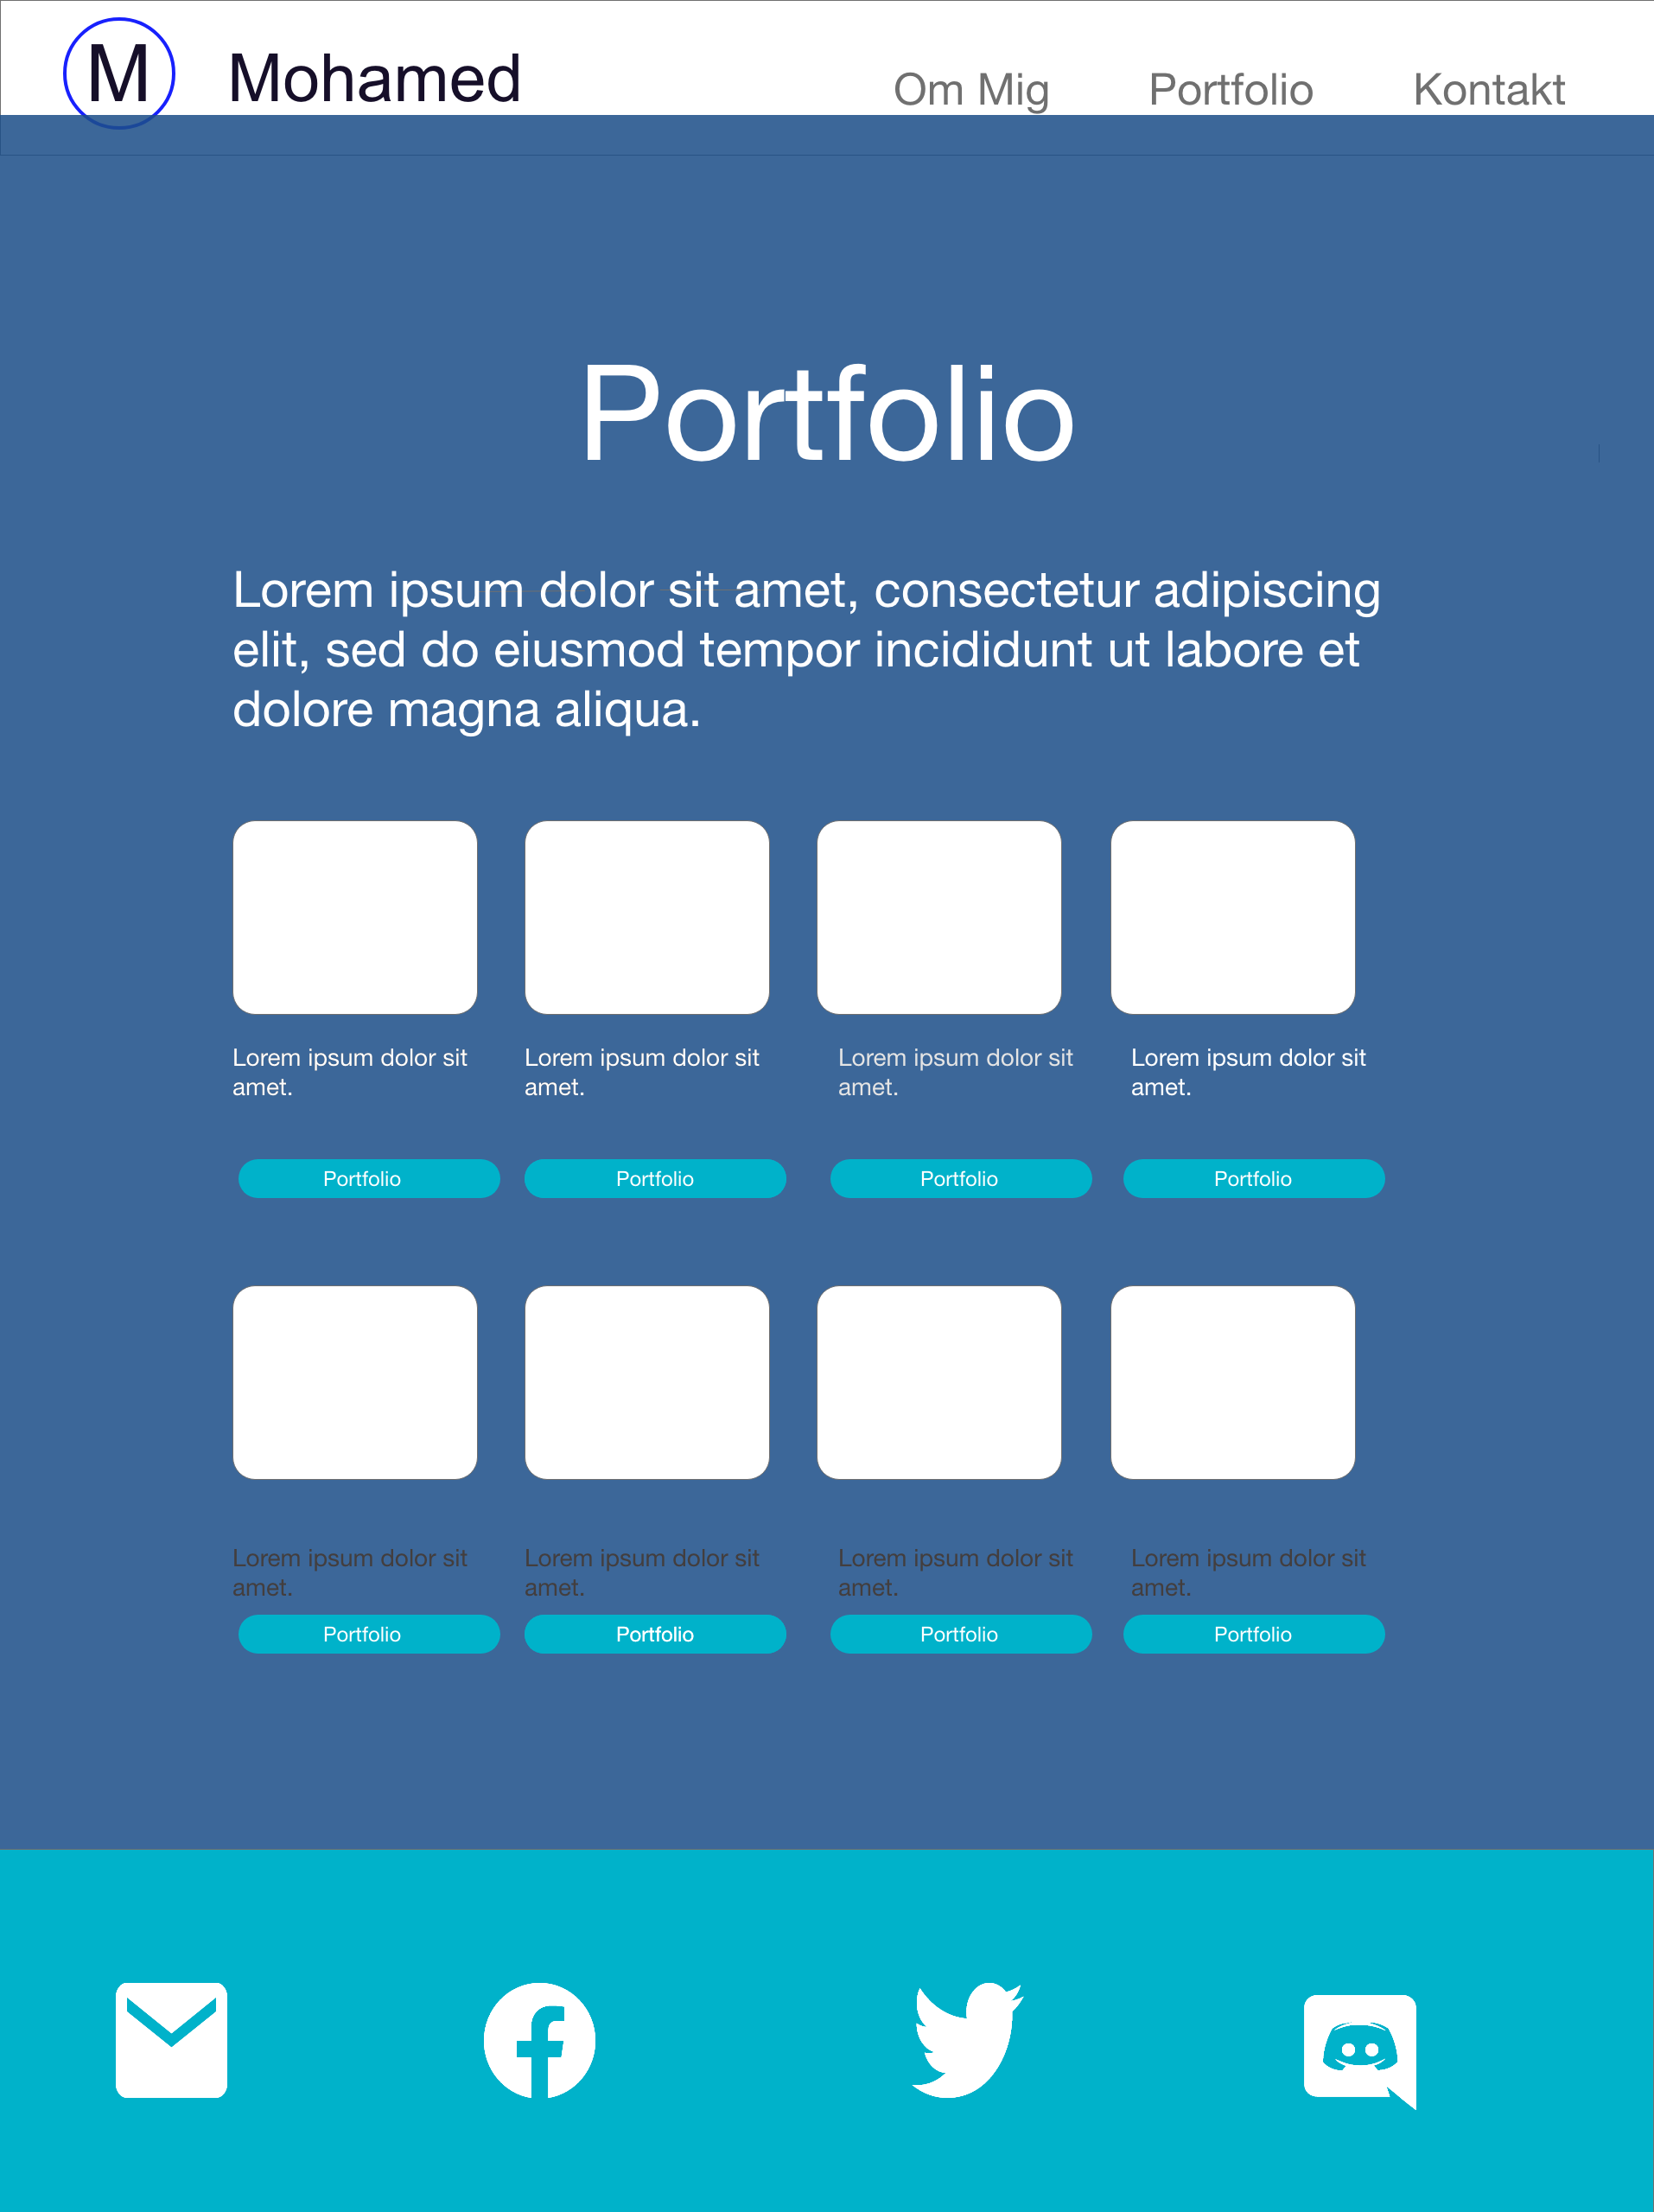 M Mohamed Om Mig Portfolio Kontakt
Portfolio
Lorem ipsum dolor sit amet, consectetur adipiscing
elit, sed do eiusmod tempor incididunt ut labore et
dolore magna aliqua.
Lorem ipsum dolor sit
amet.
Lorem ipsum dolor sit
amet.
Lorem ipsum dolor sit
amet.
Lorem ipsum dolor sit
amet.
Portfolio Portfolio Portfolio Portfolio
Lorem ipsum dolor sit
amet.
Lorem ipsum dolor sit
amet.
Lorem ipsum dolor sit
amet.
Lorem ipsum dolor sit
amet.
Portfolio Portfolio Portfolio Portfolio